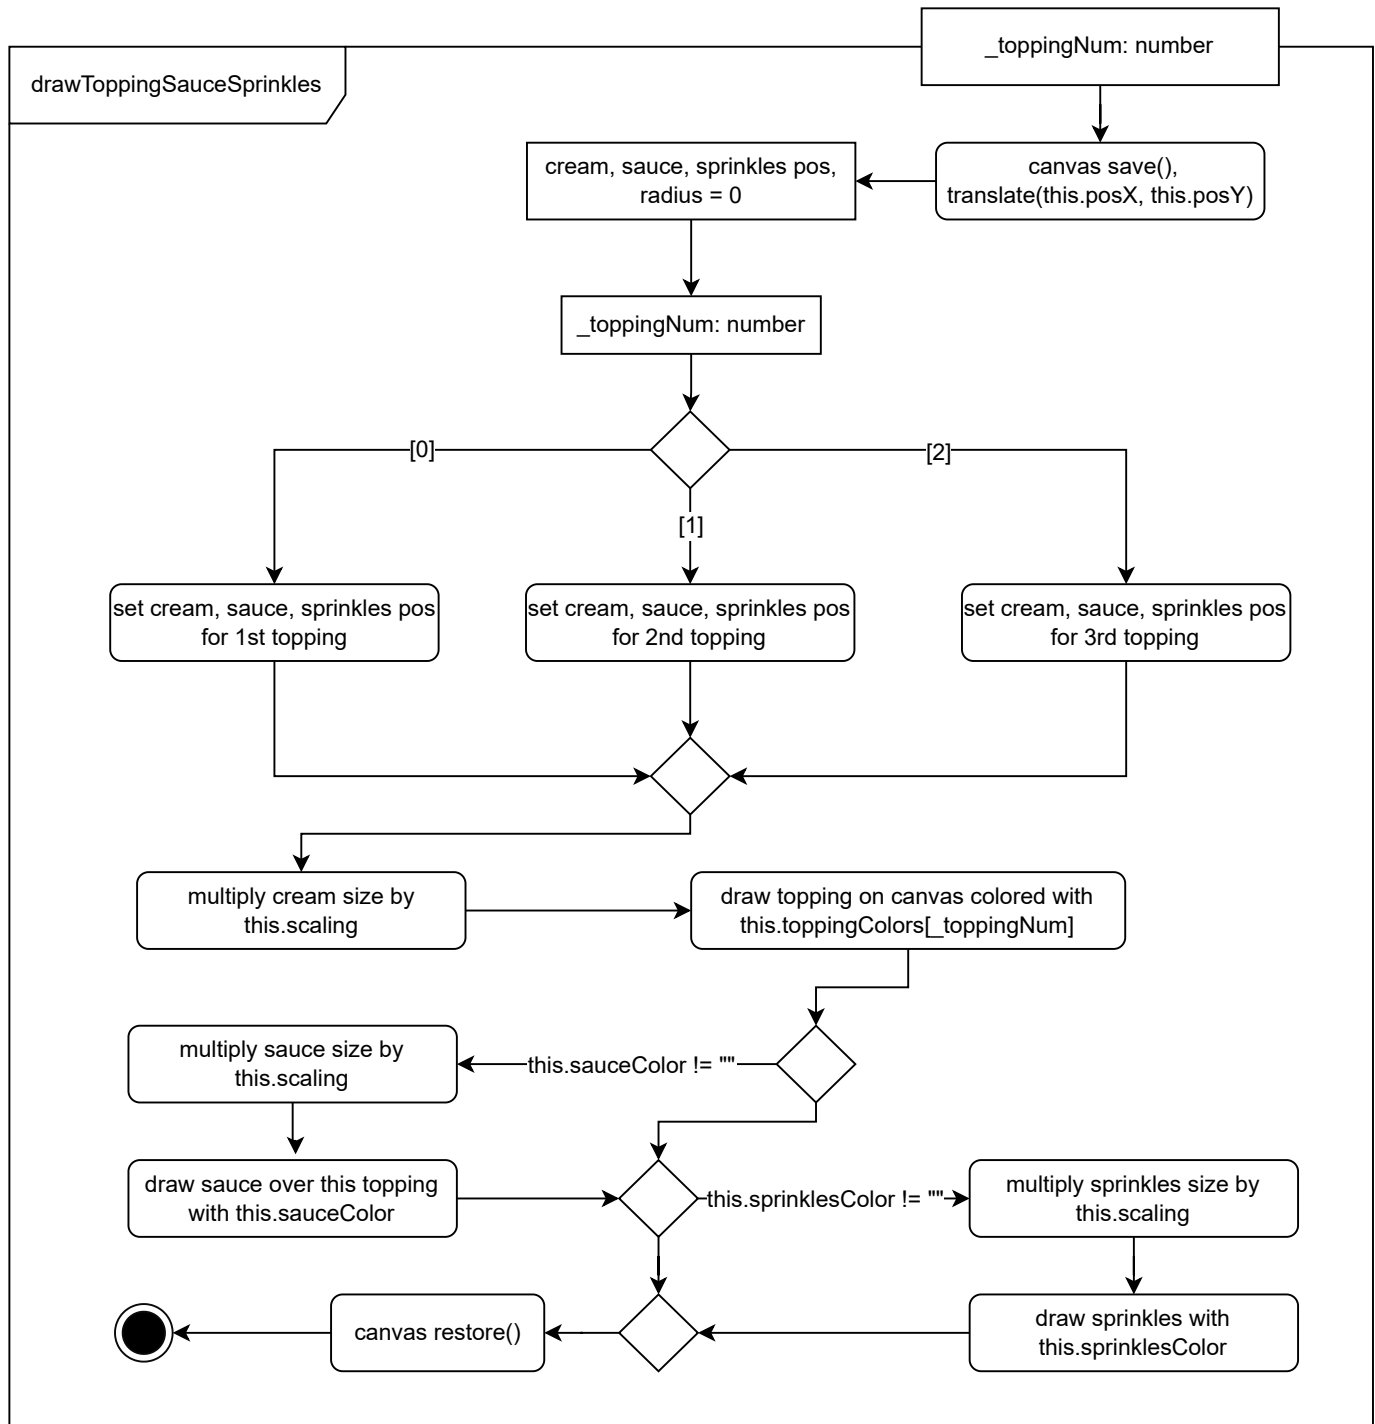 _toppingNum: number
drawToppingSauceSprinkles
canvas save(),
translate(this.posX, this.posY)
cream, sauce, sprinkles pos,
radius = 0
_toppingNum: number
[0]
[2]
[1]
set cream, sauce, sprinkles pos
for 1st topping
set cream, sauce, sprinkles pos
for 2nd topping
set cream, sauce, sprinkles pos
for 3rd topping
multiply cream size by
this.scaling
draw topping on canvas colored with
this.toppingColors[_toppingNum]
this.sauceColor != ""
multiply sauce size by
this.scaling
draw sauce over this topping
with this.sauceColor
this.sprinklesColor != ""
multiply sprinkles size by
this.scaling
draw sprinkles with
this.sprinklesColor
canvas restore()